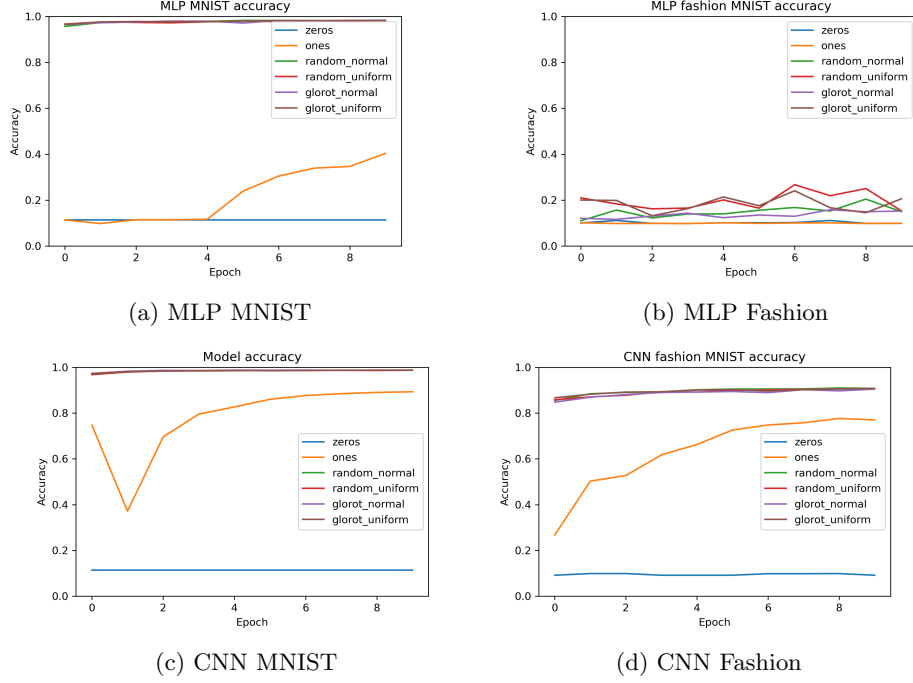 MLP MNIST accuracy
1.0
0.8
0.6
0.4
0.2
0.0
Accuracy
0 2 4 6 8
Epoch
zeros
ones
random_normal
random_uniform
glorot_normal
glorot_uniform
(a) MLP MNIST
MLP fashion MNIST accuracy
1.0
0.8
0.6
0.4
0.2
0.0
Accuracy
0 2 4 6 8
Epoch
zeros
ones
random_normal
random_uniform
glorot_normal
glorot_uniform
(b) MLP Fashion
Model accuracy
1.0
0.8
0.6
0.4
0.2
0.0
Accuracy
0 2 4 6 8
Epoch
zeros
ones
random_normal
random_uniform
glorot_normal
glorot_uniform
(c) CNN MNIST
CNN fashion MNIST accuracy
1.0
0.8
0.6
0.4
0.2
0.0
Accuracy
0 2 4 6 8
Epoch
zeros
ones
random_normal
random_uniform
glorot_normal
glorot_uniform
(d) CNN Fashion